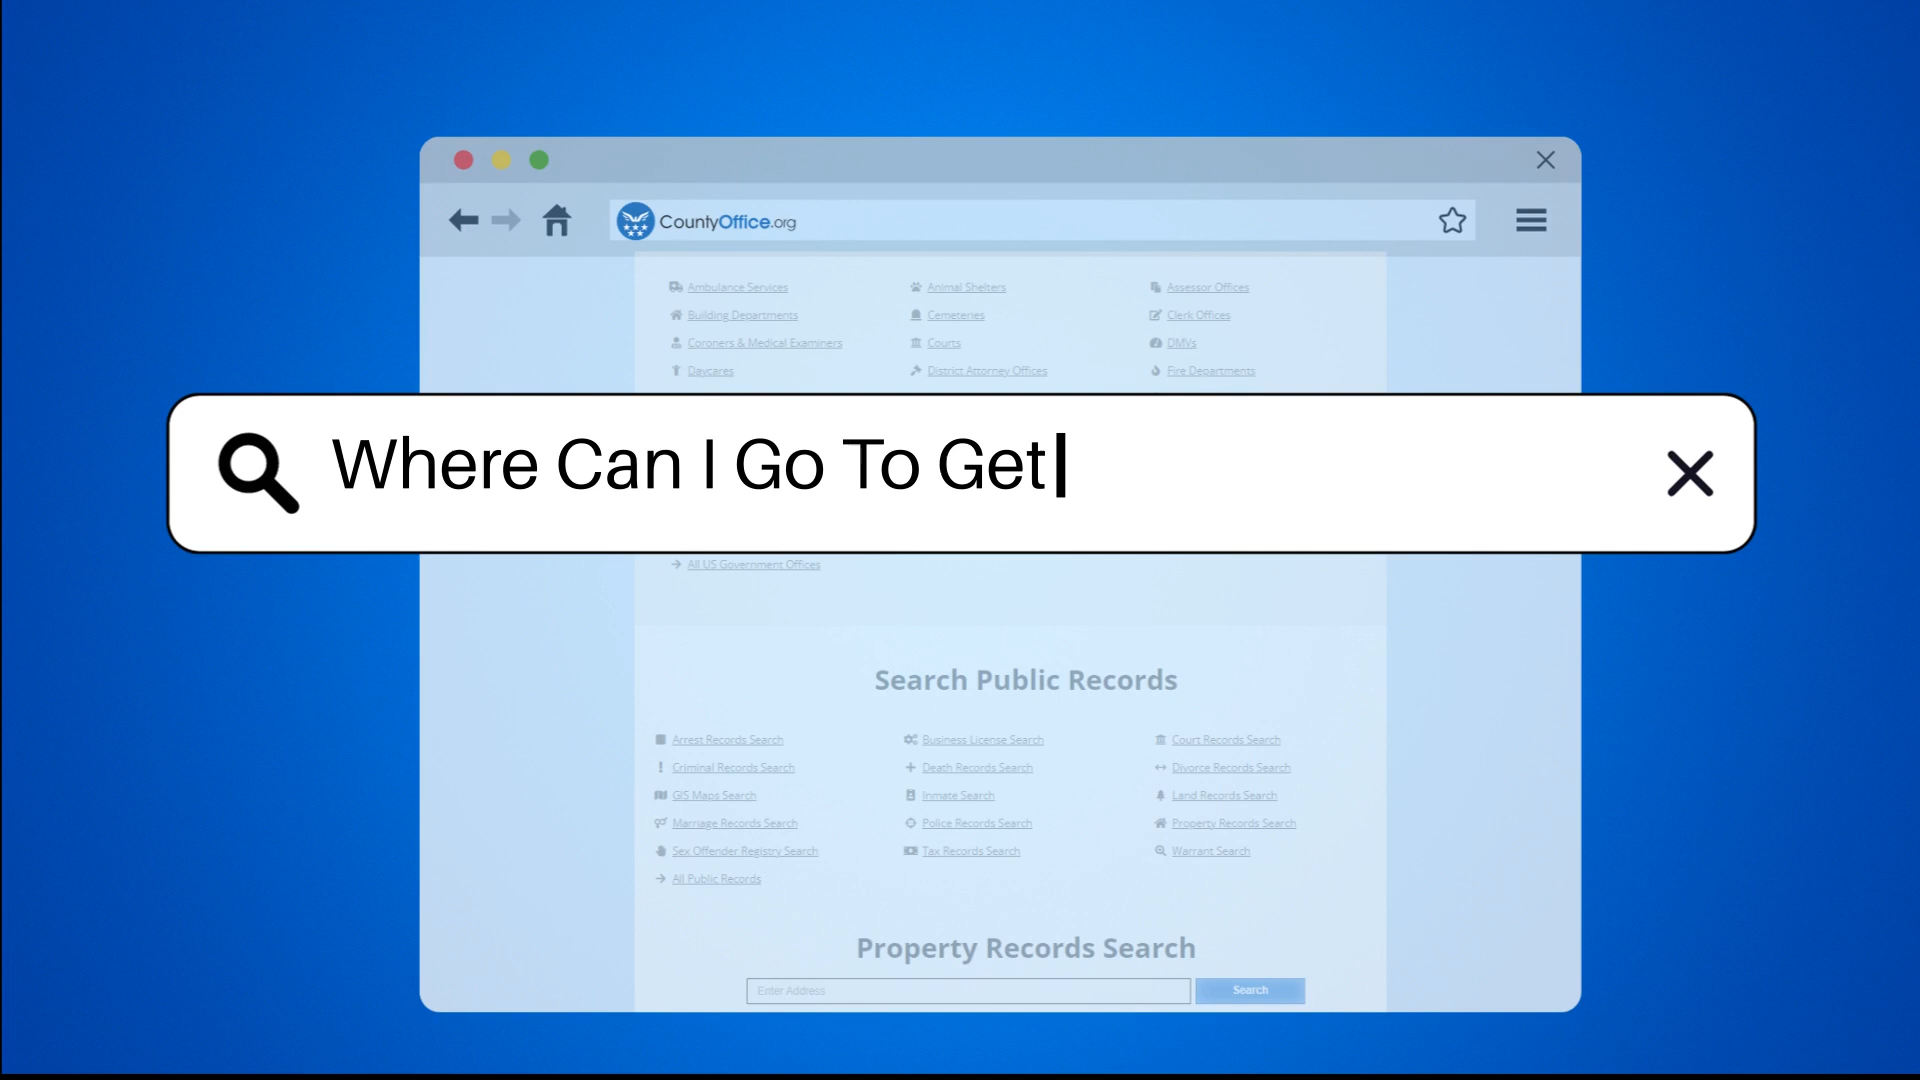 CountyOffice.org
Ambulance Services Animal Shelters Assessor Offices
Building Departments Cemeteries Clerk Offices
Coroners & Medical Examiners Courts DMVs
Daycares District Attorney Offices Fire Departments
Where Can I Go To Get
All US Government Offices
Search Public Records
Arrest Records Search Business License Search Court Records Search
Criminal Records Search Death Records Search Divorce Records Search
GIS Maps Search Inmate Search Land Records Search
Marriage Records Search Police Records Search Property Records Search
Sex Offender Registry Search Tax Records Search Warrant Search
All Public Records
Property Records Search
Enter Address Search